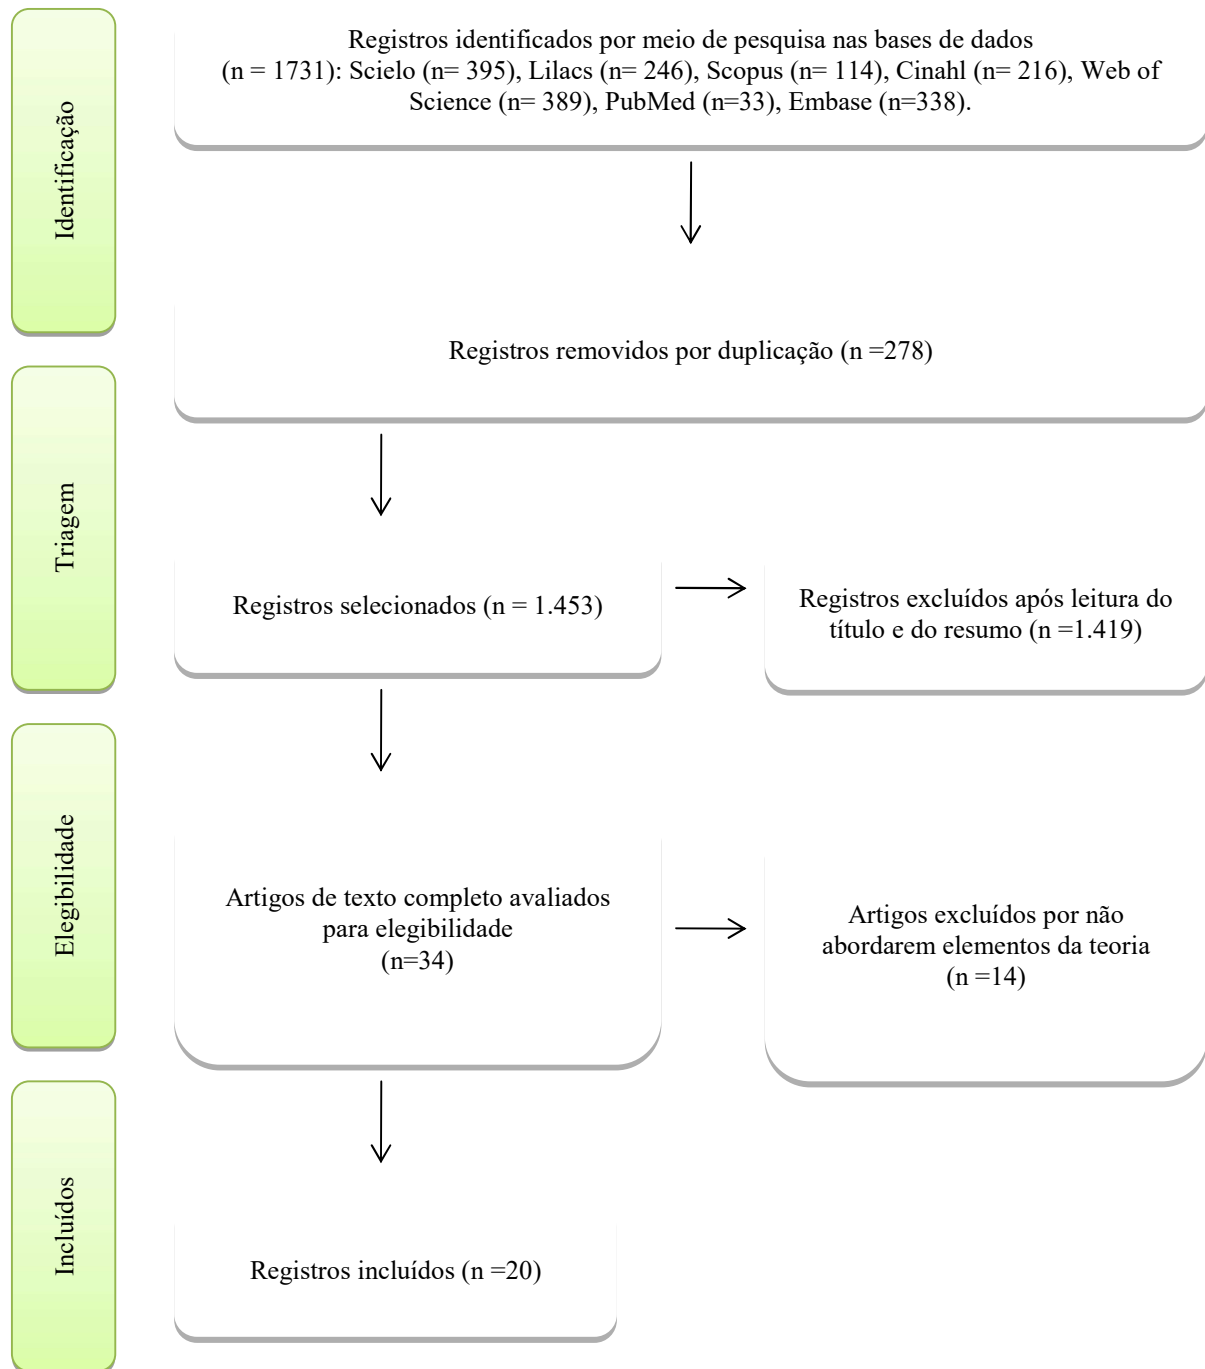 Identificação
Registros identificados por meio de pesquisa nas bases de dados
(n = 1731): Scielo (n= 395), Lilacs (n= 246), Scopus (n= 114), Cinahl (n= 216), Web of
Science (n= 389), PubMed (n=33), Embase (n=338).
Registros removidos por duplicação (n =278)
Triagem
Registros selecionados (n = 1.453)
Registros excluídos após leitura do
título e do resumo (n =1.419)
Elegibilidade
Artigos de texto completo avaliados
para elegibilidade
(n=34)
Artigos excluídos por não
abordarem elementos da teoria
(n =14)
Incluídos
Registros incluídos (n =20)